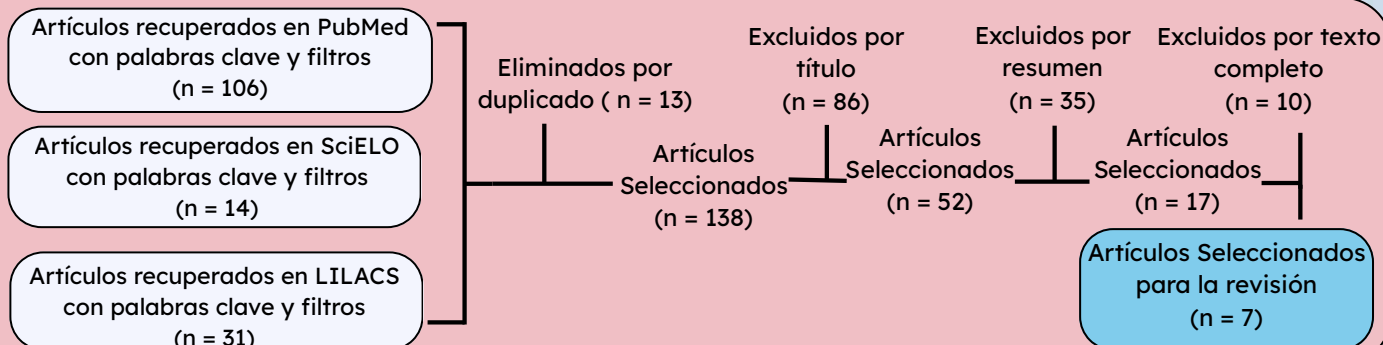 Artículos recuperados en PubMed
con palabras clave y filtros
(n = 106)
Artículos recuperados en SciELO
con palabras clave y filtros
(n = 14)
Artículos recuperados en LILACS
con palabras clave y filtros
(n = 31)
Eliminados por
duplicado ( n = 13)
Artículos
Seleccionados
(n = 138)
Excluidos por
título
(n = 86)
Artículos
Seleccionados
(n = 52)
Excluidos por
resumen
(n = 35)
Artículos
Seleccionados
(n = 17)
Excluidos por texto
completo
(n = 10)
Artículos Seleccionados
para la revisión
(n = 7)